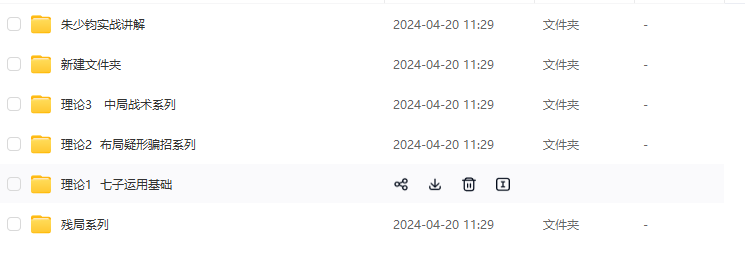 朱少钧实战讲解 2024-04-20 11:29 文件夹 -
新建文件夹 2024-04-20 11:29 文件夹 -
理论3 中局战术系列 2024-04-20 11:29 文件夹 -
理论2 布局疑形骗招系列 2024-04-20 11:29 文件夹 -
理论1 七子运用基础
残局系列 2024-04-20 11:29 文件夹 -